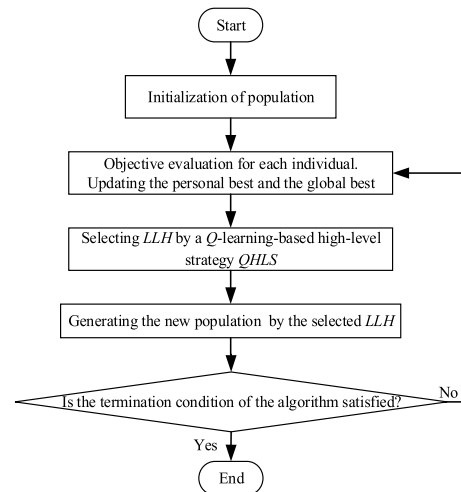 Start
Initialization of population
Objective evaluation for each individual.
Updating the personal best and the global best
Selecting LLH by a Q-learning-based high-level
strategy QHLS
Generating the new population by the selected LLH
Is the termination condition of the algorithm satisfied?
No
Yes
End